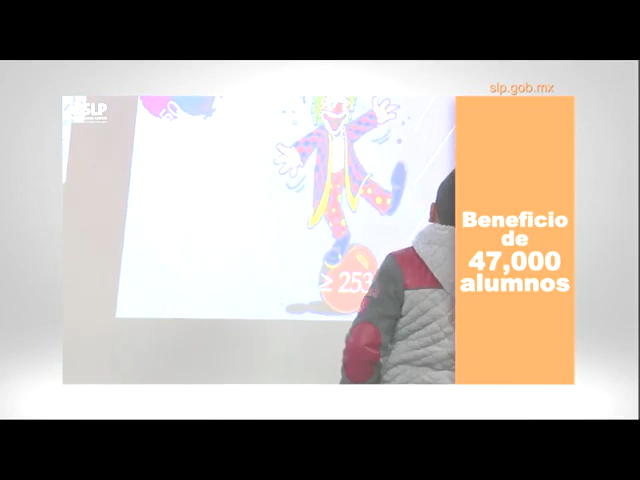 slp.gob.mx
SLP
Beneficio
de
47,000
alumnos
≥ 253